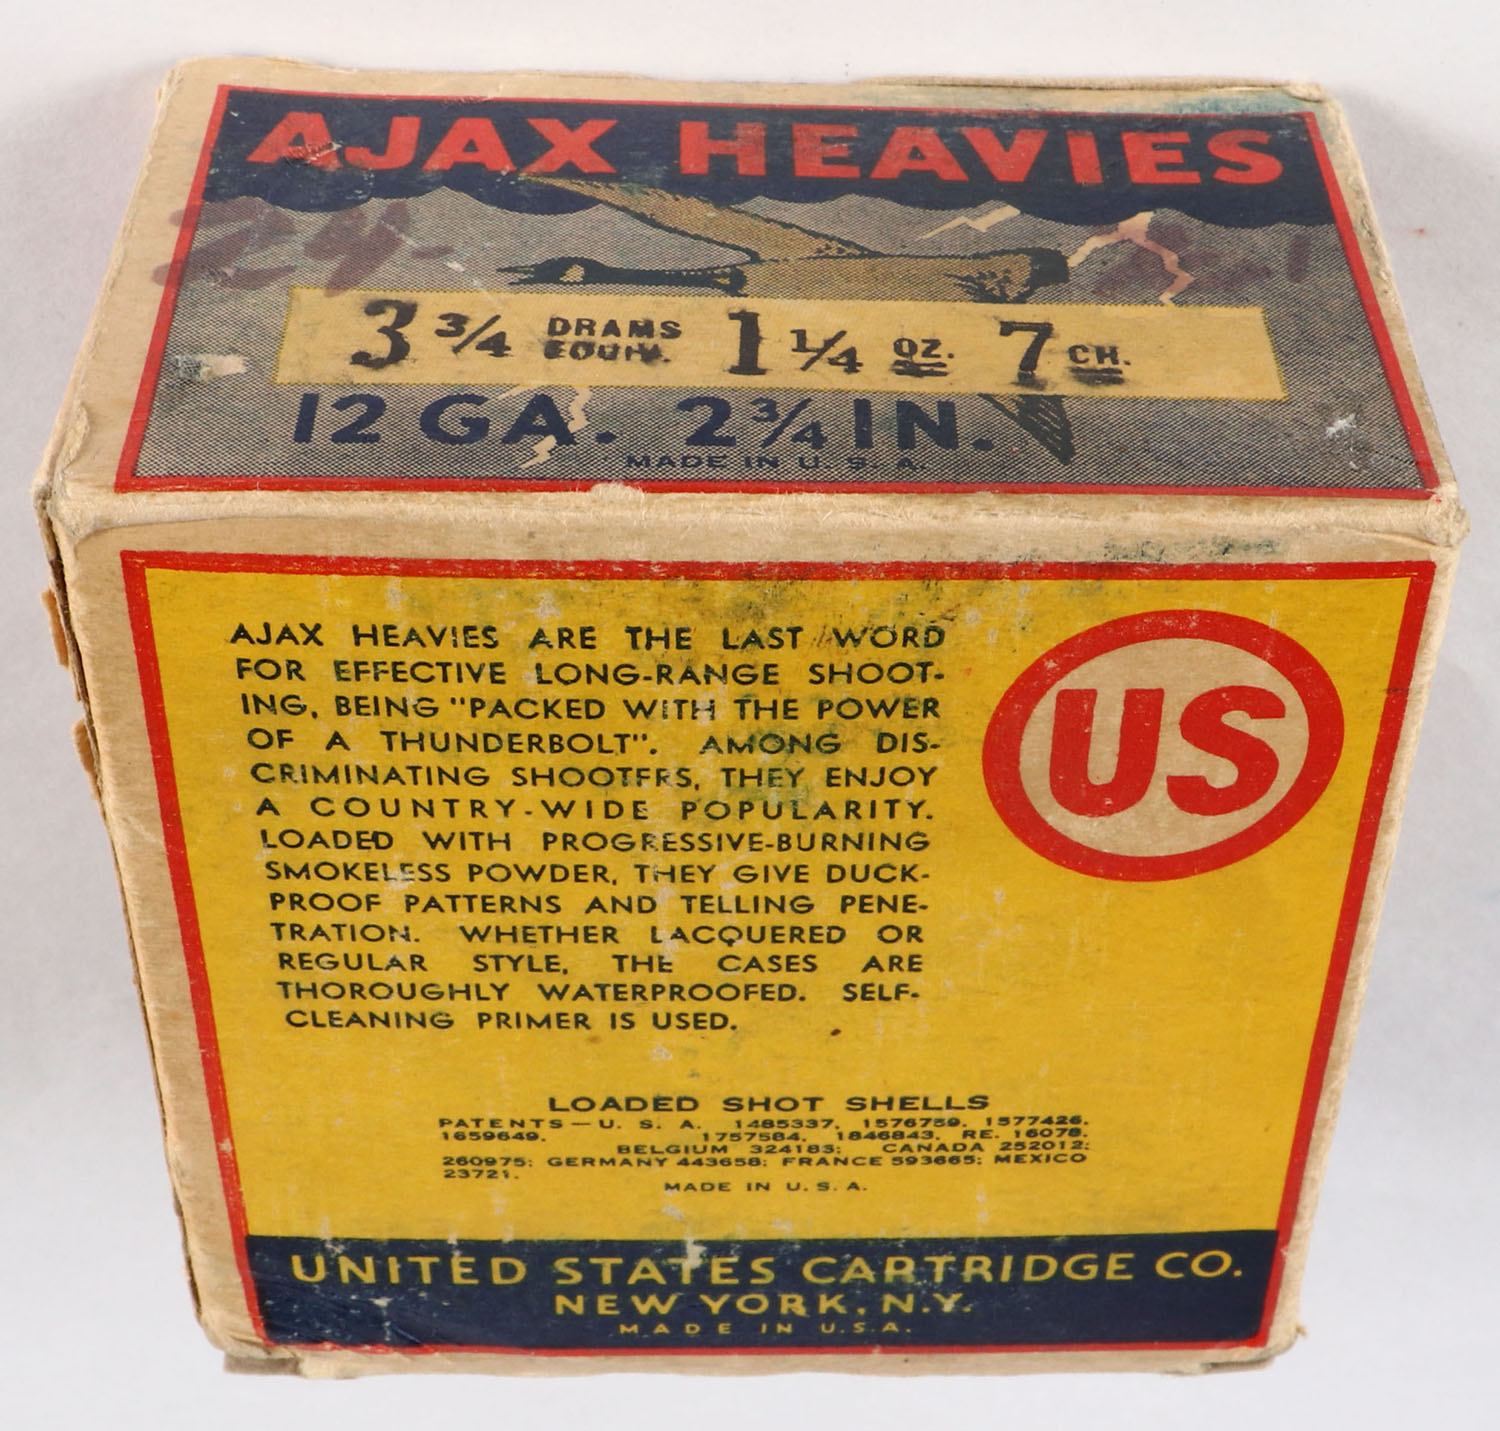 AJAX HEAVIES
3 3/4 DRAMS EQUIV. 1 1/4 OZ. 7 CH.
12 GA. 2 3/4 IN.
MADE IN U. S. A.
AJAX HEAVIES ARE THE LAST WORD
FOR EFFECTIVE LONG-RANGE SHOOT-
ING, BEING "PACKED WITH THE POWER
OF A THUNDERBOLT". AMONG DIS-
CRIMINATING SHOOTERS, THEY ENJOY
A COUNTRY-WIDE POPULARITY.
LOADED WITH PROGRESSIVE-BURNING
SMOKELESS POWDER, THEY GIVE DUCK-
PROOF PATTERNS AND TELLING PENE-
TRATION. WHETHER LACQUERED OR
REGULAR STYLE, THE CASES ARE
THOROUGHLY WATERPROOFED. SELF-
CLEANING PRIMER IS USED.
US
LOADED SHOT SHELLS
PATENTS—U. S. A. 1485337, 1576759, 1577426,
1659649, 1757584, 1846843, RE. 16078,
BELGIUM 324183; CANADA 252012;
260975; GERMANY 443658; FRANCE 593665; MEXICO
23721.
MADE IN U. S. A.
UNITED STATES CARTRIDGE CO.
NEW YORK, N.Y.
MADE IN U.S.A.